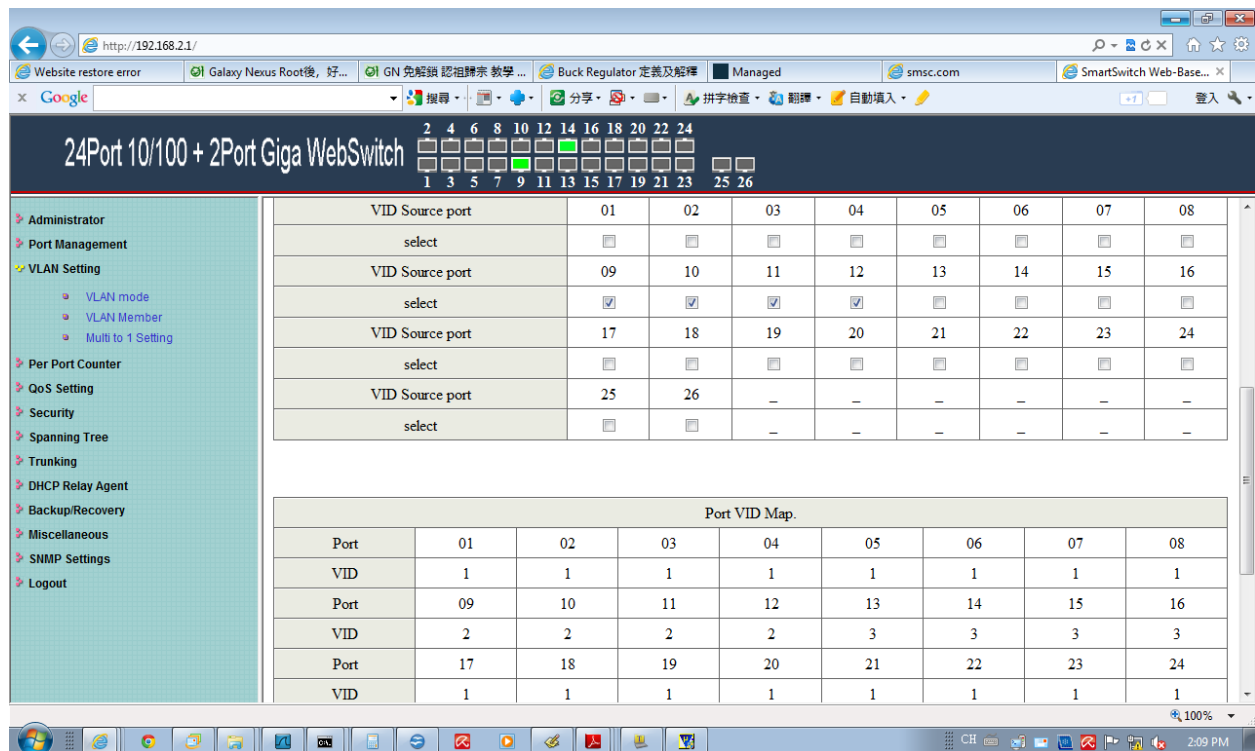 http://192.168.2.1/
Website restore error
Galaxy Nexus Root後，好...
GN 免解鎖 認祖歸宗 教學 ...
Buck Regulator 定義及解釋
Managed
smsc.com
SmartSwitch Web-Base...
x Google
搜尋
分享
拼字檢查
翻譯
自動填入
+1
登入
24Port 10/100 + 2Port Giga WebSwitch
2 4 6 8 10 12 14 16 18 20 22 24
1 3 5 7 9 11 13 15 17 19 21 23 25 26
Administrator
Port Management
VLAN Setting
VLAN mode
VLAN Member
Multi to 1 Setting
Per Port Counter
QoS Setting
Security
Spanning Tree
Trunking
DHCP Relay Agent
Backup/Recovery
Miscellaneous
SNMP Settings
Logout
VID Source port 01 02 03 04 05 06 07 08
select
VID Source port 09 10 11 12 13 14 15 16
select
VID Source port 17 18 19 20 21 22 23 24
select
VID Source port 25 26 _ _ _ _ _ _
select _ _ _ _ _ _
Port VID Map.
Port 01 02 03 04 05 06 07 08
VID 1 1 1 1 1 1 1 1
Port 09 10 11 12 13 14 15 16
VID 2 2 2 2 3 3 3 3
Port 17 18 19 20 21 22 23 24
VID 1 1 1 1 1 1 1 1
100%
CH
2:09 PM